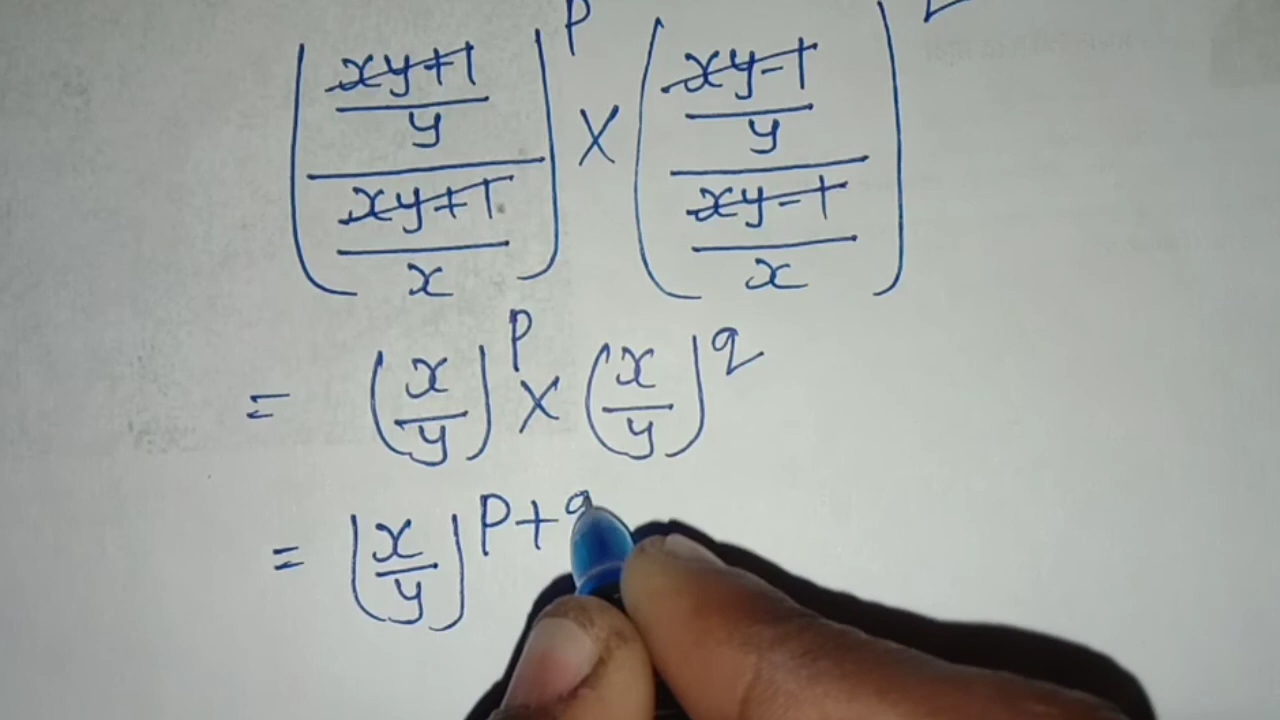 ((xy+1)/y / (xy+1)/x)^p × ((xy-1)/y / (xy-1)/x)
= (x/y)^p × (x/y)^q
= (x/y)^p+q